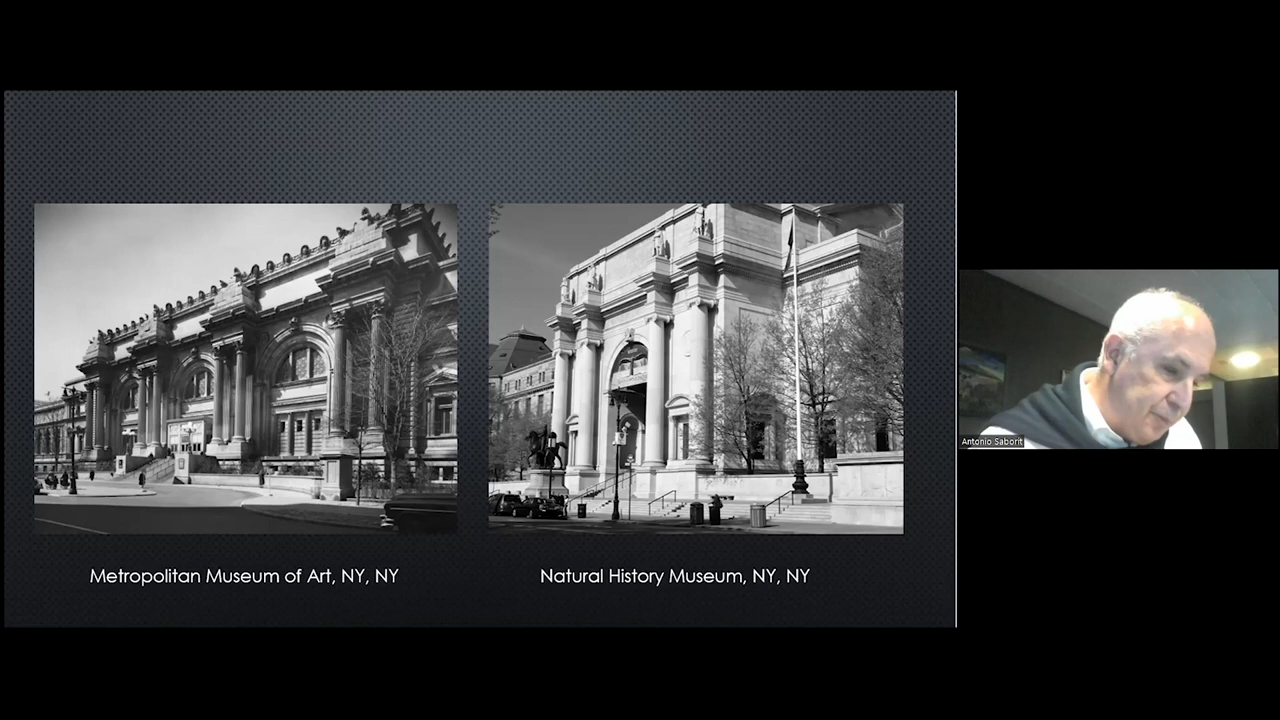 Metropolitan Museum of Art, NY, NY
Natural History Museum, NY, NY
Antonio Saborit